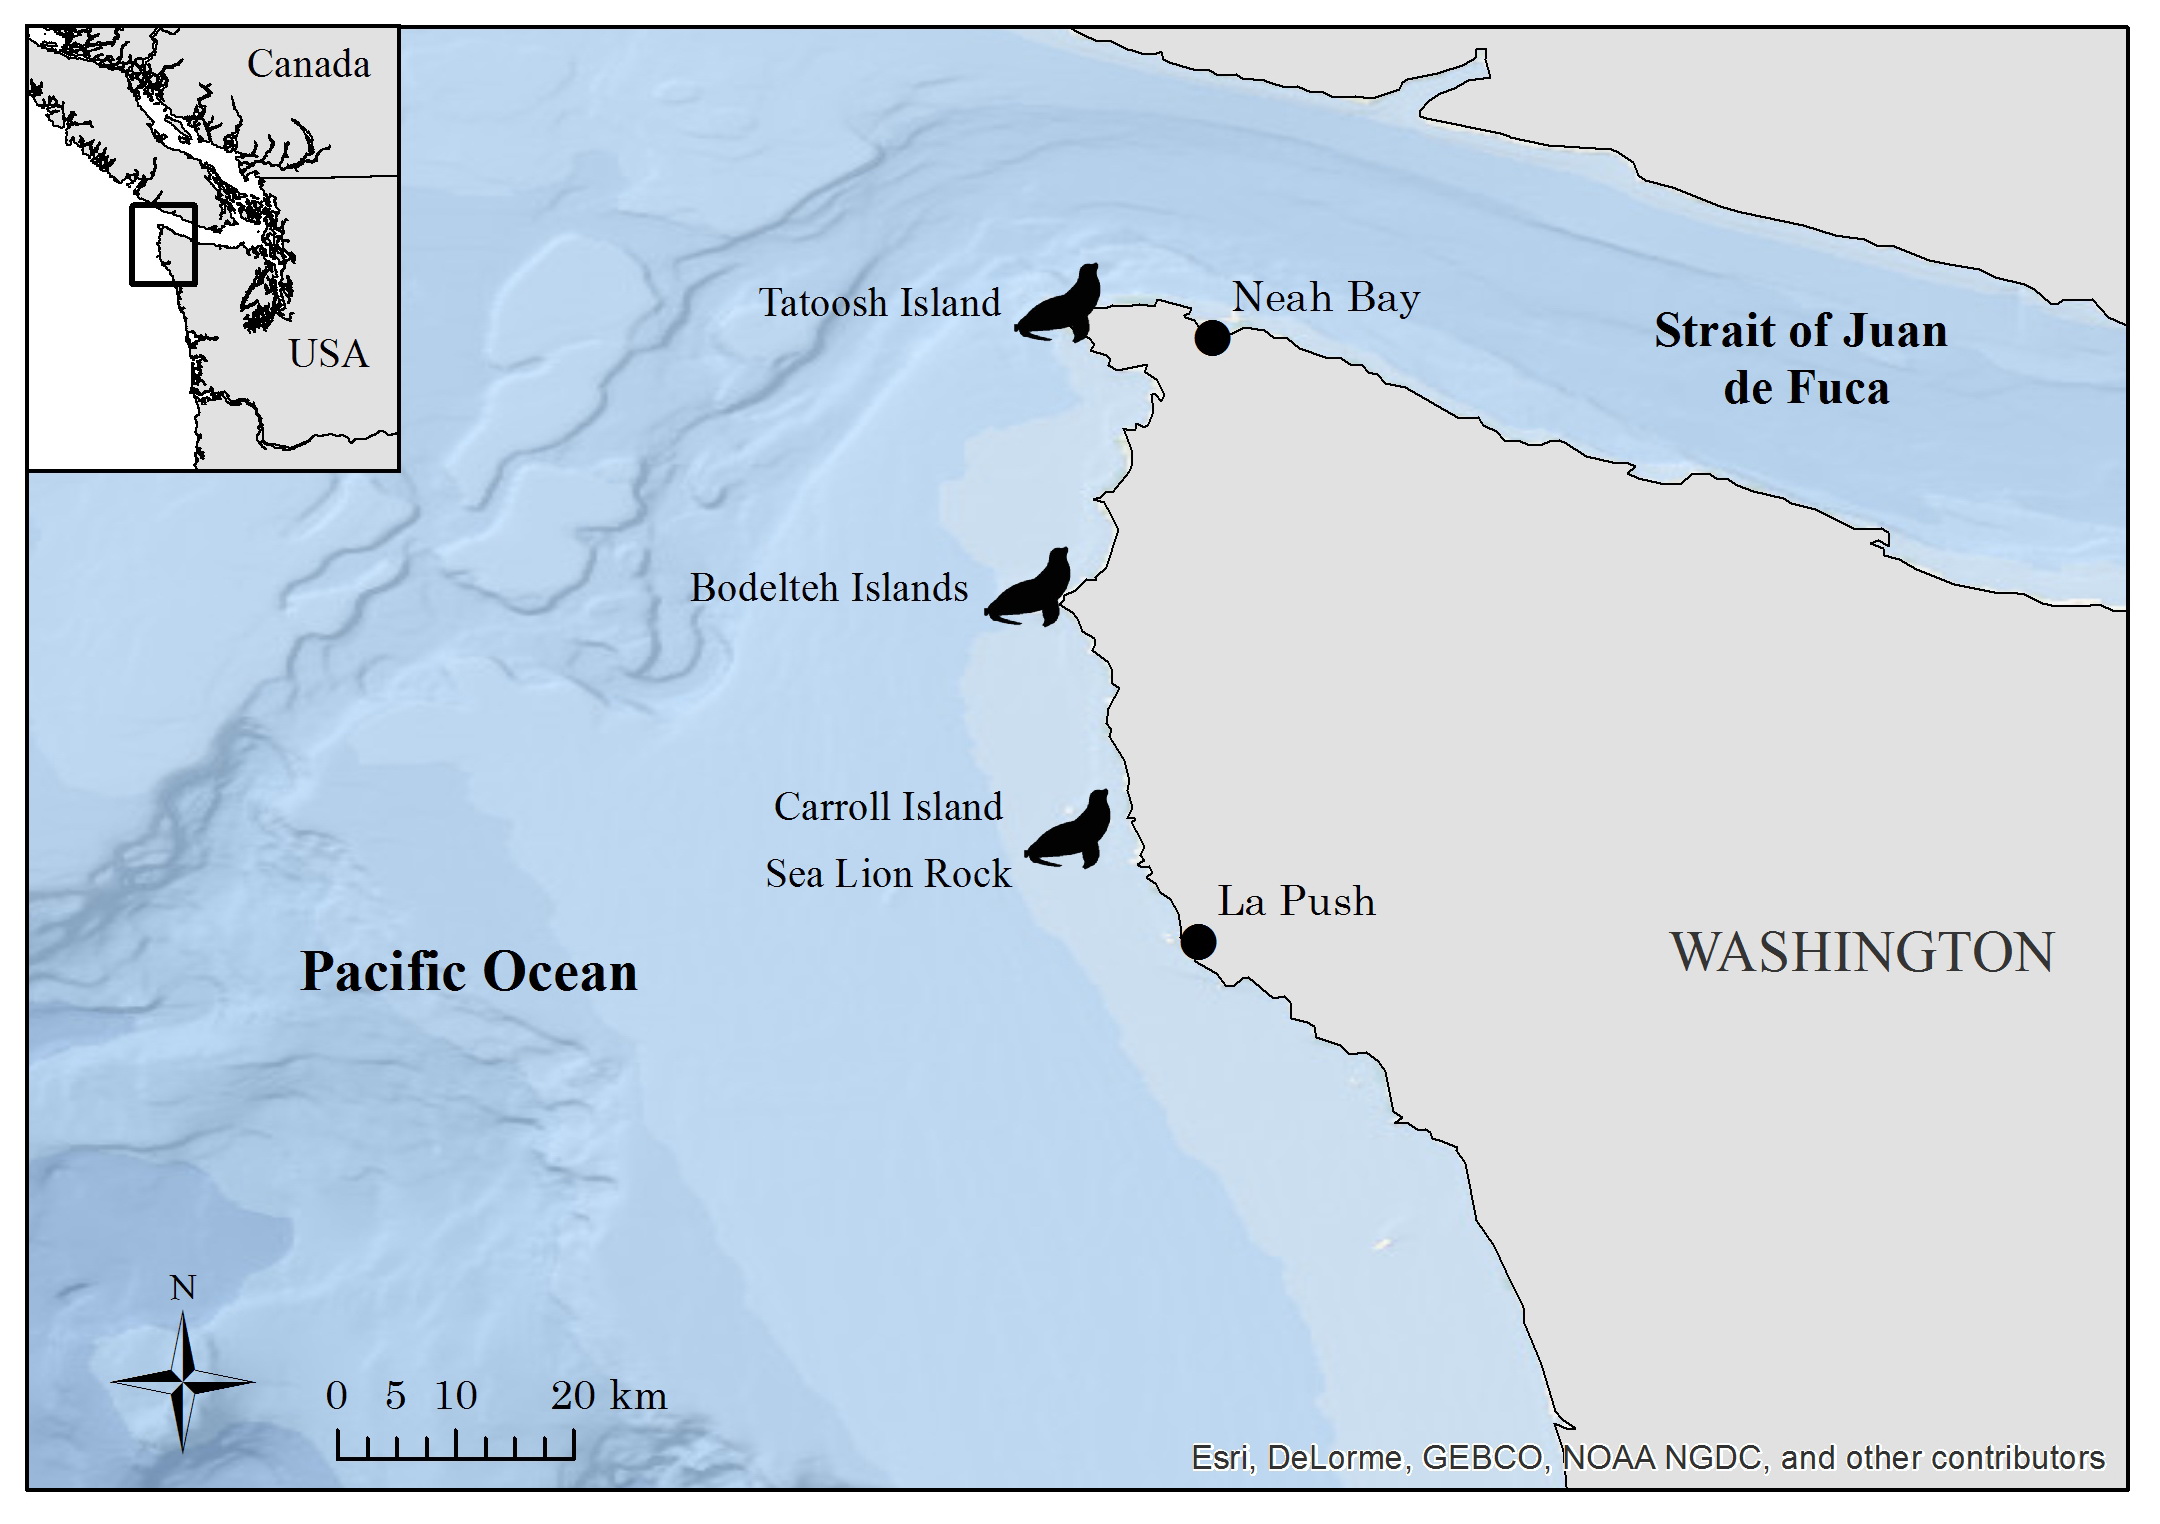 Canada
USA
Tatoosh Island
Neah Bay
Strait of Juan
de Fuca
Bodelteh Islands
Carroll Island
Sea Lion Rock
La Push
Pacific Ocean
WASHINGTON
N
0 5 10 20 km
Esri, DeLorme, GEBCO, NOAA NGDC, and other contributors